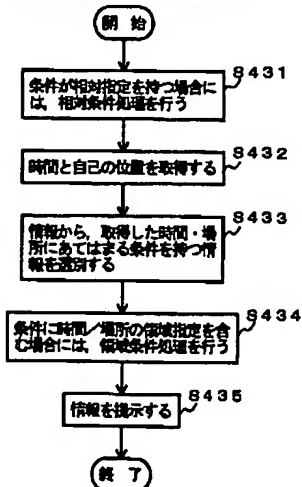 開 始
S431
条件が相対指定を持つ場合に
は，相対条件処理を行う
S432
時間と自己の位置を取得する
S433
情報から，取得した時間・場
所にあてはまる条件を持つ情
報を選別する
S434
条件に時間／場所の領域指定を含
む場合には，領域条件処理を行う
S435
情報を提示する
終 了